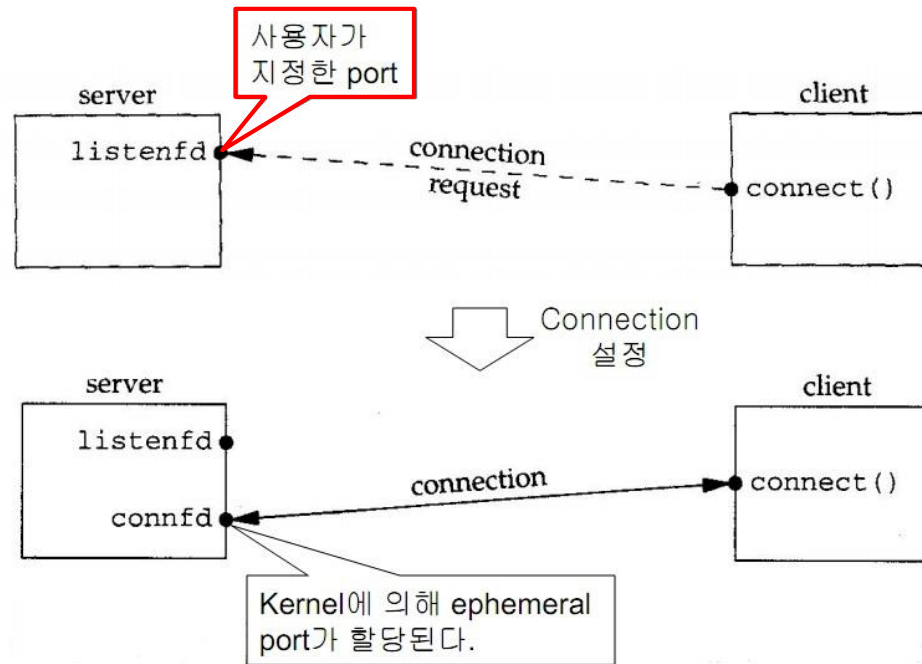 사용자가
지정한 port
server
client
listenfd
connection
request
connect()
Connection
설정
server
client
listenfd
connection
connect()
connfd
Kernel에 의해 ephemeral
port가 할당된다.